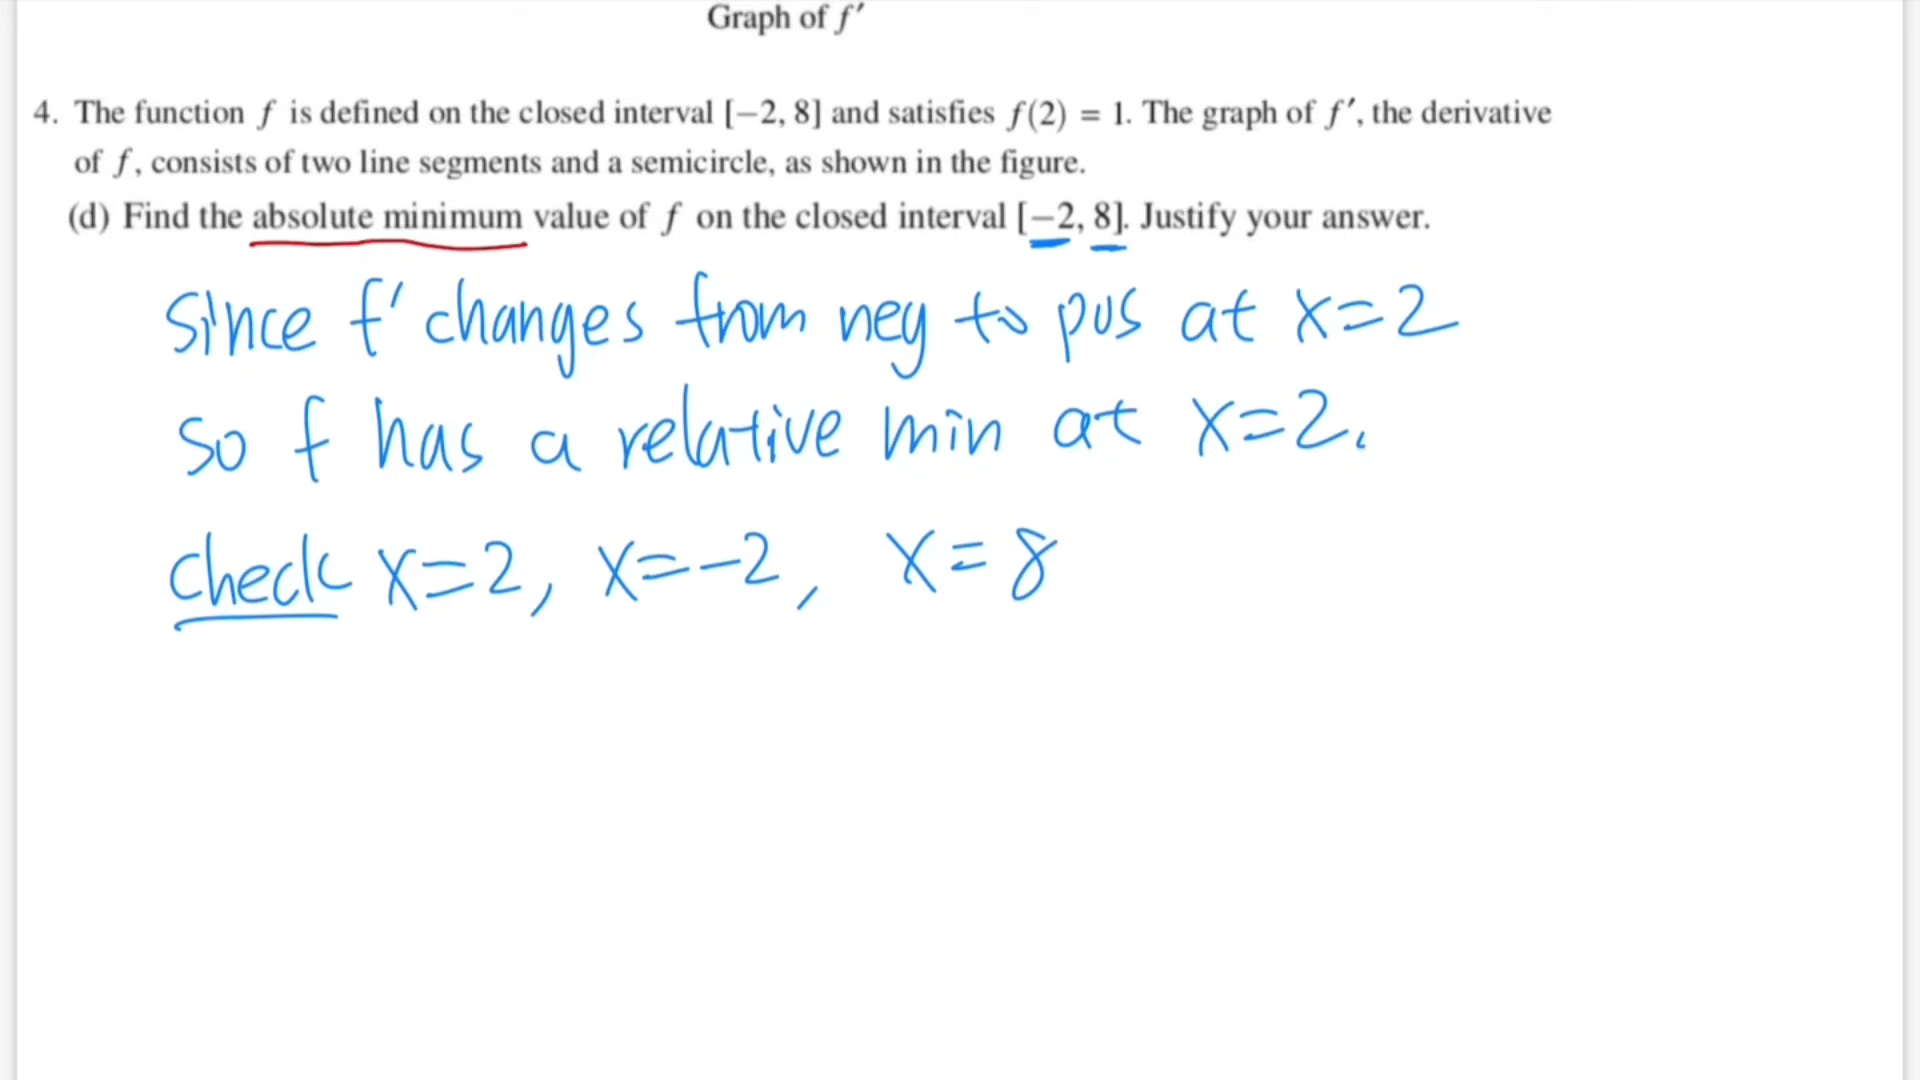 Graph of f′
4. The function f is defined on the closed interval [−2, 8] and satisfies f(2) = 1. The graph of f′, the derivative
of f, consists of two line segments and a semicircle, as shown in the figure.
(d) Find the absolute minimum value of f on the closed interval [−2, 8]. Justify your answer.
Since f' changes from neg to pos at x=2
so f has a relative min at x=2.
check x=2, x=-2, x=8